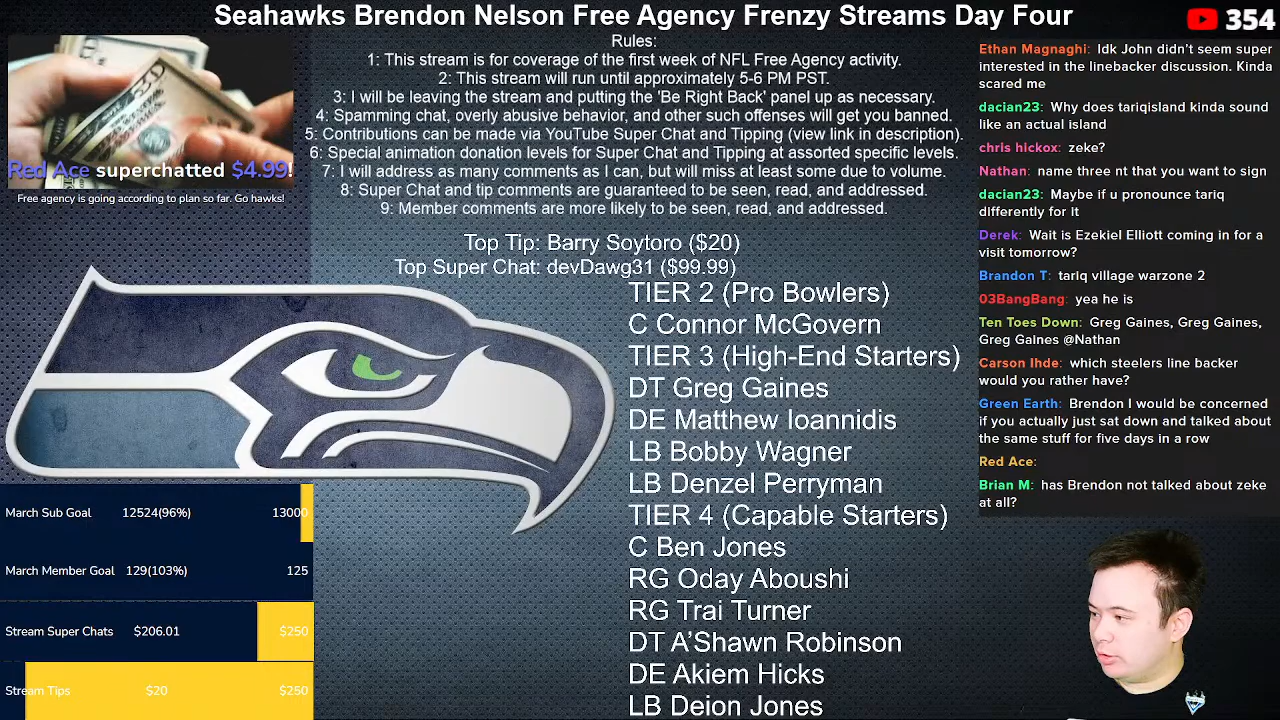 Seahawks Brendon Nelson Free Agency Frenzy Streams Day Four
354
Rules:
1: This stream is for coverage of the first week of NFL Free Agency activity.
2: This stream will run until approximately 5-6 PM PST.
3: I will be leaving the stream and putting the 'Be Right Back' panel up as necessary.
4: Spamming chat, overly abusive behavior, and other such offenses will get you banned.
5: Contributions can be made via YouTube Super Chat and Tipping (view link in description).
6: Special animation donation levels for Super Chat and Tipping at assorted specific levels.
7: I will address as many comments as I can, but will miss at least some due to volume.
8: Super Chat and tip comments are guaranteed to be seen, read, and addressed.
9: Member comments are more likely to be seen, read, and addressed.
Red Ace superchatted $4.99!
Free agency is going according to plan so far. Go hawks!
Top Tip: Barry Soytoro ($20)
Top Super Chat: devDawg31 ($99.99)
TIER 2 (Pro Bowlers)
C Connor McGovern
TIER 3 (High-End Starters)
DT Greg Gaines
DE Matthew Ioannidis
LB Bobby Wagner
LB Denzel Perryman
TIER 4 (Capable Starters)
C Ben Jones
RG Oday Aboushi
RG Trai Turner
DT A'Shawn Robinson
DE Akiem Hicks
LB Deion Jones
March Sub Goal 12524(96%) 13000
March Member Goal 129(103%) 125
Stream Super Chats $206.01 $250
Stream Tips $20 $250
Ethan Magnaghi: Idk John didn't seem super
interested in the linebacker discussion. Kinda
scared me
dacian23: Why does tariqisland kinda sound
like an actual island
chris hickox: zeke?
Nathan: name three nt that you want to sign
dacian23: Maybe if u pronounce tariq
differently for it
Derek: Wait is Ezekiel Elliott coming in for a
visit tomorrow?
Brandon T: tariq village warzone 2
03BangBang: yea he is
Ten Toes Down: Greg Gaines, Greg Gaines,
Greg Gaines @Nathan
Carson Ihde: which steelers line backer
would you rather have?
Green Earth: Brendon I would be concerned
if you actually just sat down and talked about
the same stuff for five days in a row
Red Ace:
Brian M: has Brendon not talked about zeke
at all?